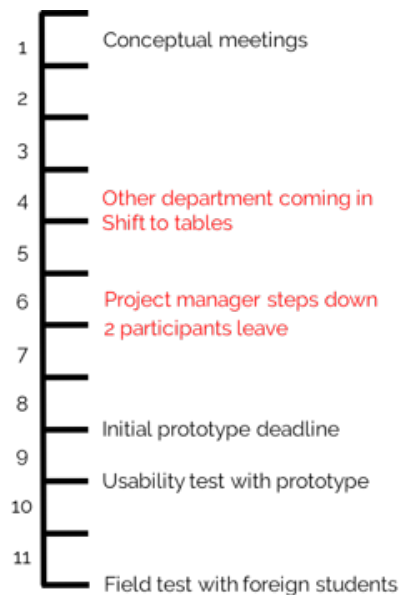 1
Conceptual meetings
2
3
4
Other department coming in
Shift to tables
5
6
Project manager steps down
2 participants leave
7
8
Initial prototype deadline
9
Usability test with prototype
10
11
Field test with foreign students